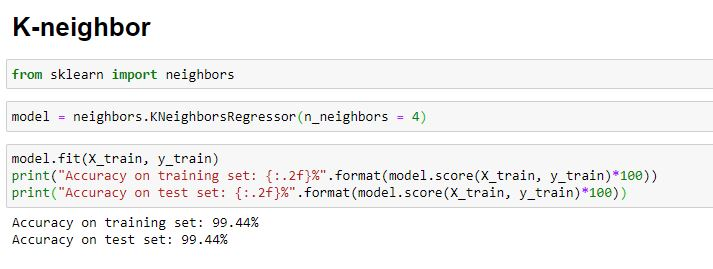 K-neighbor
from sklearn import neighbors
model = neighbors.KNeighborsRegressor(n_neighbors = 4)
model.fit(X_train, y_train)
print("Accuracy on training set: {:.2f}%".format(model.score(X_train, y_train)*100))
print("Accuracy on test set: {:.2f}%".format(model.score(X_train, y_train)*100))
Accuracy on training set: 99.44%
Accuracy on test set: 99.44%